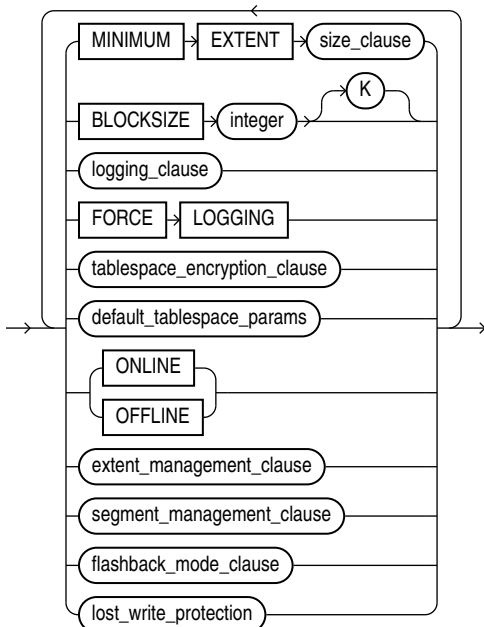 MINIMUM EXTENT size_clause
K
BLOCKSIZE integer
logging_clause
FORCE LOGGING
tablespace_encryption_clause
default_tablespace_params
ONLINE
OFFLINE
extent_management_clause
segment_management_clause
flashback_mode_clause
lost_write_protection